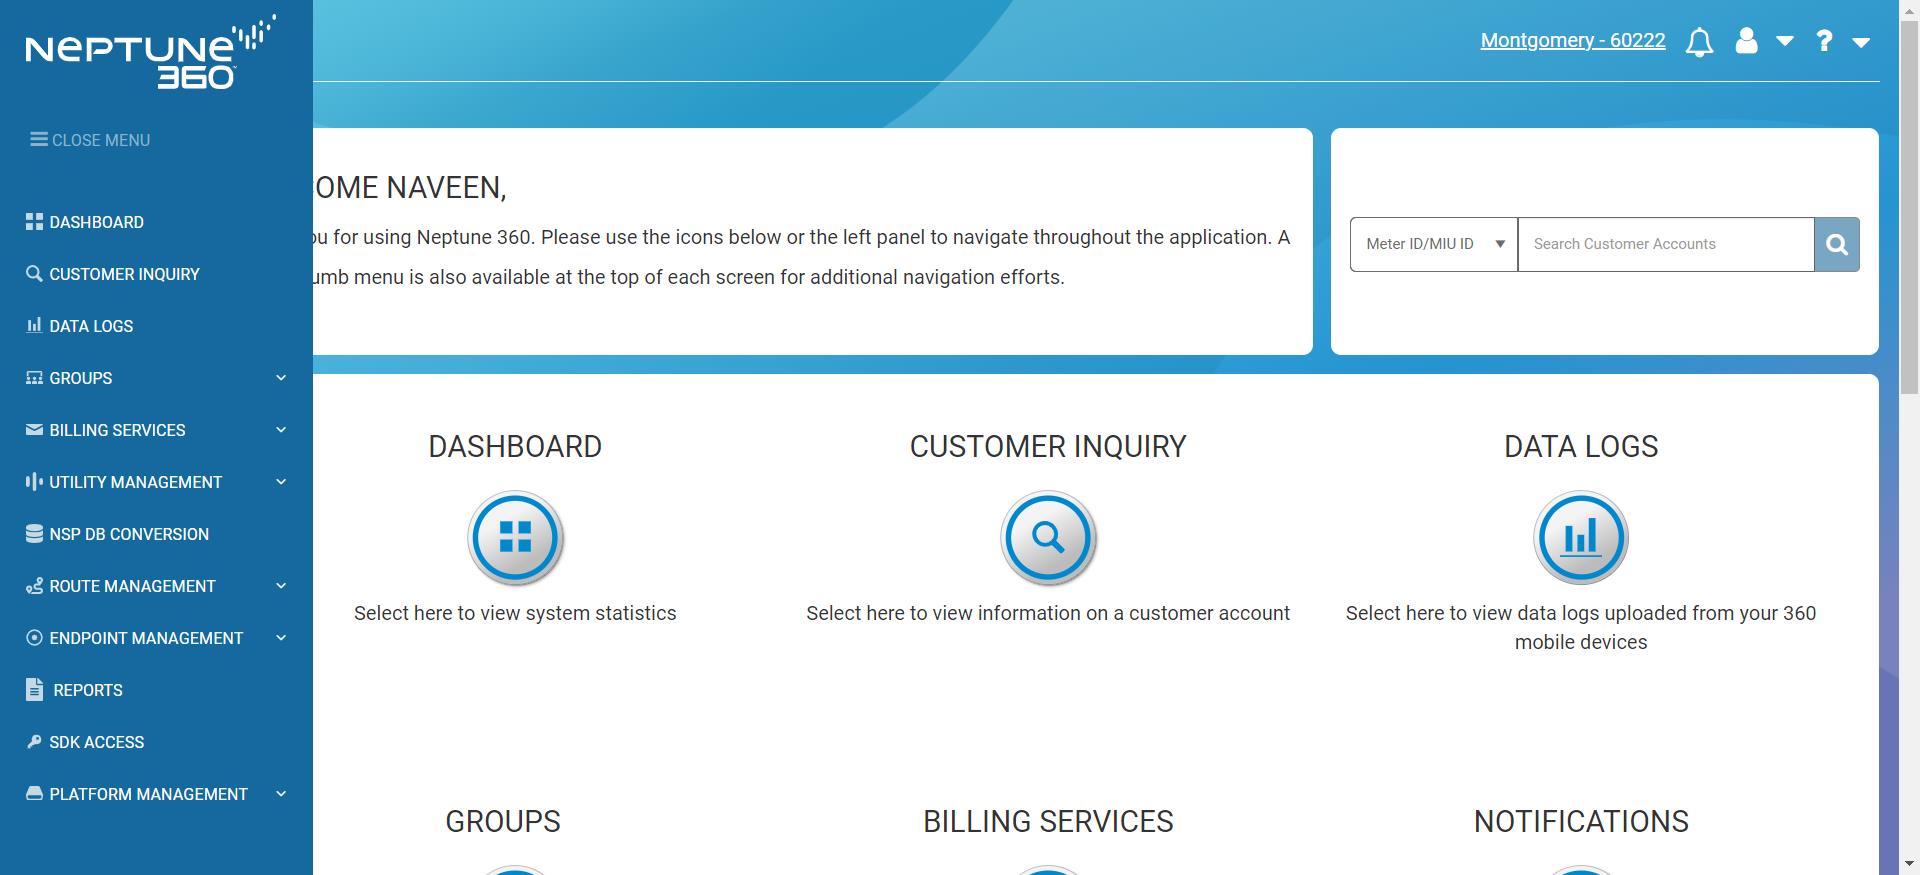 NEPTUNE
360
CLOSE MENU
DASHBOARD
CUSTOMER INQUIRY
DATA LOGS
GROUPS
BILLING SERVICES
UTILITY MANAGEMENT
NSP DB CONVERSION
ROUTE MANAGEMENT
ENDPOINT MANAGEMENT
REPORTS
SDK ACCESS
PLATFORM MANAGEMENT
Montgomery - 60222
?
OME NAVEEN,
ou for using Neptune 360. Please use the icons below or the left panel to navigate throughout the application. A
umb menu is also available at the top of each screen for additional navigation efforts.
Meter ID/MIU ID
Search Customer Accounts
DASHBOARD
Select here to view system statistics
CUSTOMER INQUIRY
Select here to view information on a customer account
DATA LOGS
Select here to view data logs uploaded from your 360
mobile devices
GROUPS
BILLING SERVICES
NOTIFICATIONS